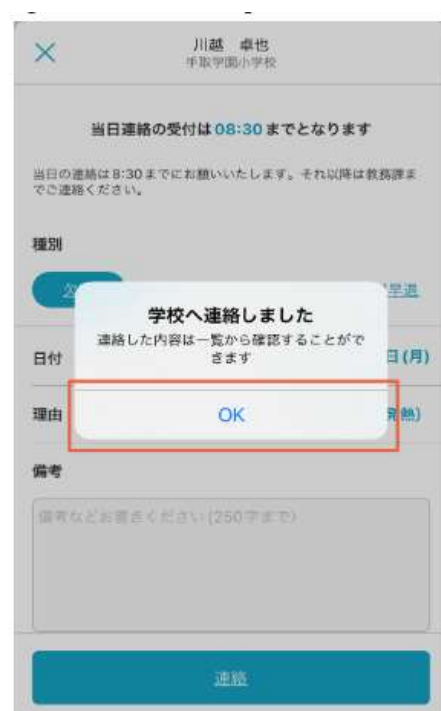 川越 卓也
手取学園小学校
当日連絡の受付は 08:30 までとなります
当日の連絡は 8:30 までにお願いいたします。それ以降は教務課ま
でご連絡ください。
種別
欠
早退
学校へ連絡しました
連絡した内容は一覧から確認することがで
きます
日付
日(月)
理由
発熱)
OK
備考
備考などお書きください(250字まで)
連絡